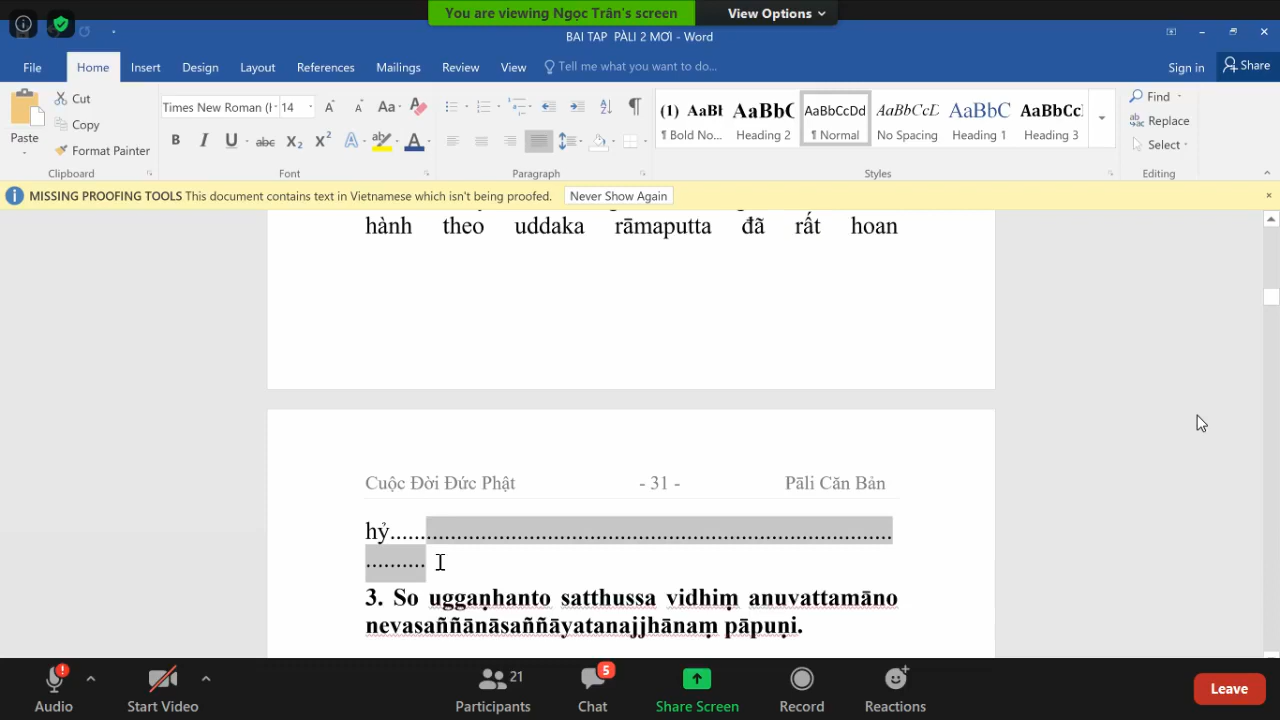 You are viewing Ngọc Trân's screen
View Options
BAI TAP PÀLI 2 MƠI - Word
File Home Insert Design Layout References Mailings Review View Tell me what you want to do... Sign in Share
Paste
Cut
Copy
Format Painter
Clipboard
Times New Roman (H 14
Font
Paragraph
(1) AaBl
¶ Bold No...
AaBbC
Heading 2
AaBbCcDd
¶ Normal
AaBbCcD
No Spacing
AaBbC
Heading 1
AaBbCc
Heading 3
Styles
Find
Replace
Select
Editing
MISSING PROOFING TOOLS This document contains text in Vietnamese which isn't being proofed. Never Show Again
hành theo uddaka rāmaputta đã rất hoan
Cuộc Đời Đức Phật - 31 - Pāli Căn Bản
hỷ..................................................................................
..........
3. So uggaṇhanto satthussa vidhiṃ anuvattamāno
nevasaññānāsaññāyatanajjhānaṃ pāpuṇi.
Audio
Start Video
21
Participants
5
Chat
Share Screen
Record
Reactions
Leave